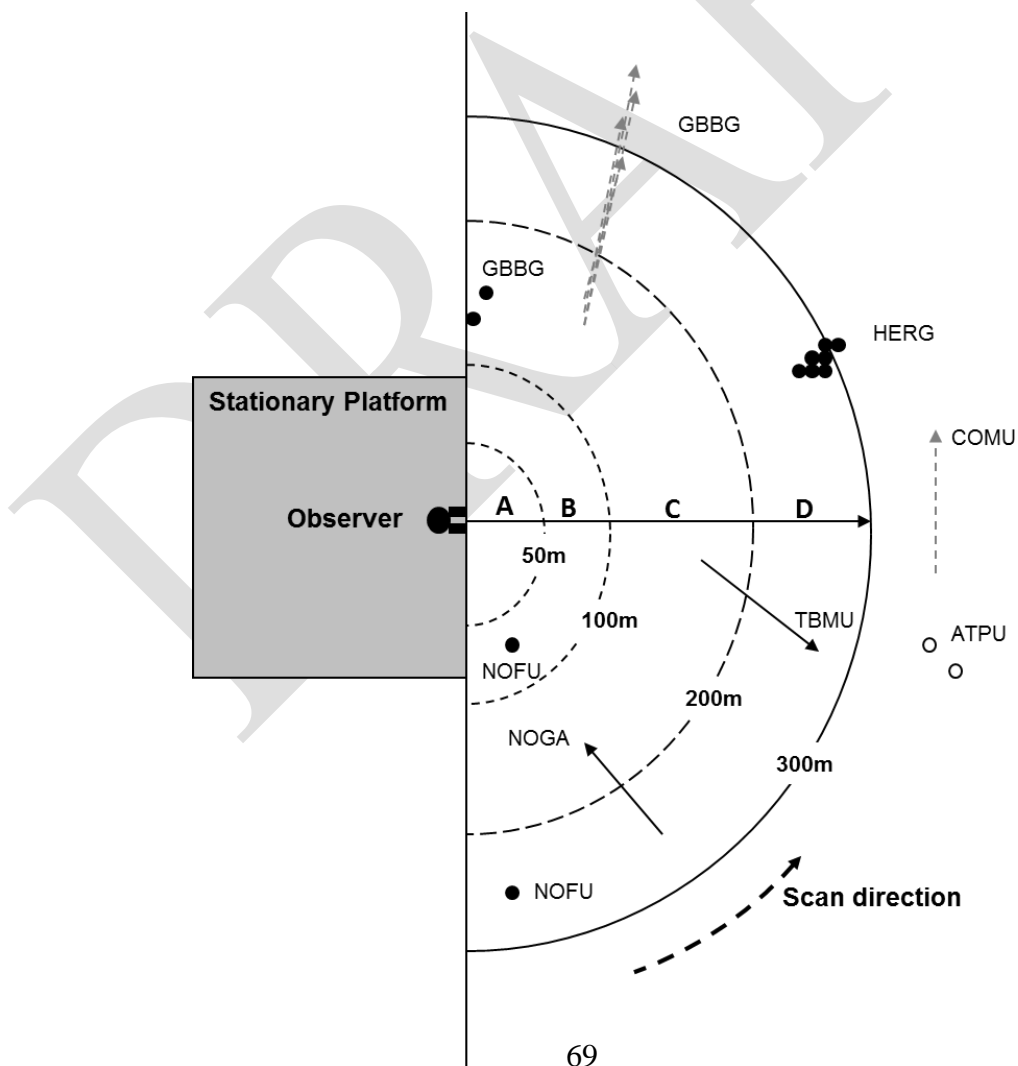 DRAFT
GBBG
GBBG
HERG
Stationary Platform
COMU
Observer
A B C D
50m
100m
TBMU
ATPU
NOFU
200m
NOGA
300m
NOFU
Scan direction
69